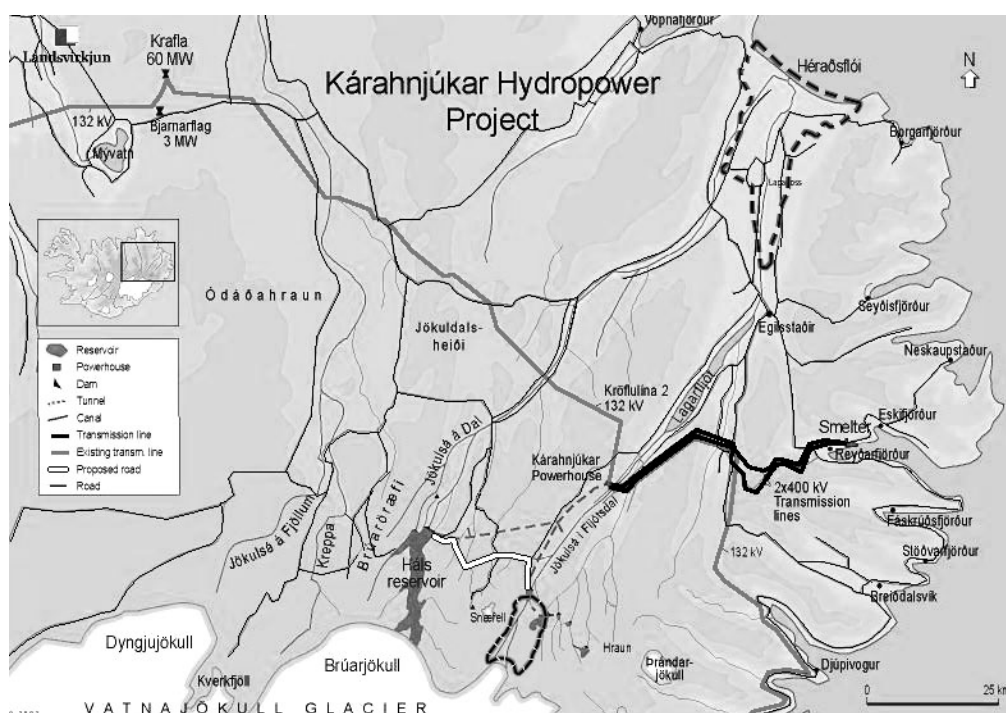 Landsvirkjun
Krafla
60 MW
132 kV
Bjarnarflag
3 MW
Mývatn
Kárahnjúkar Hydropower
Project
Vopnafjörður
Héraðsflói
N
Borgarfjörður
Lagarfoss
Ódáðahraun
Jökuldals-
heiði
Egilsstaðir
Seyðisfjörður
Neskaupstaður
Reservoir
Powerhouse
Dam
Tunnel
Canal
Transmission line
Existing transm. line
Proposed road
Road
Kröflulína 2
132 kV
Lagarfljót
Eskifjörður
Smelter
Reyðarfjörður
Kárahnjúkar
Powerhouse
2x400 kV
Transmission
lines
Jökulsá á Fjöllum
Kreppa
Brúaröræfi
Jökulsá á Dal
Jökulsá í Fljótsdal
Háls
reservoir
Fáskrúðsfjörður
Stöðvarfjörður
132 kV
Breiðdalsvík
Snæfell
Hraun
Þrándar-
jökull
Djúpivogur
Dyngjujökull
Kverkfjöll
Brúarjökull
VATNAJÖKULL GLACIER
0 25 km